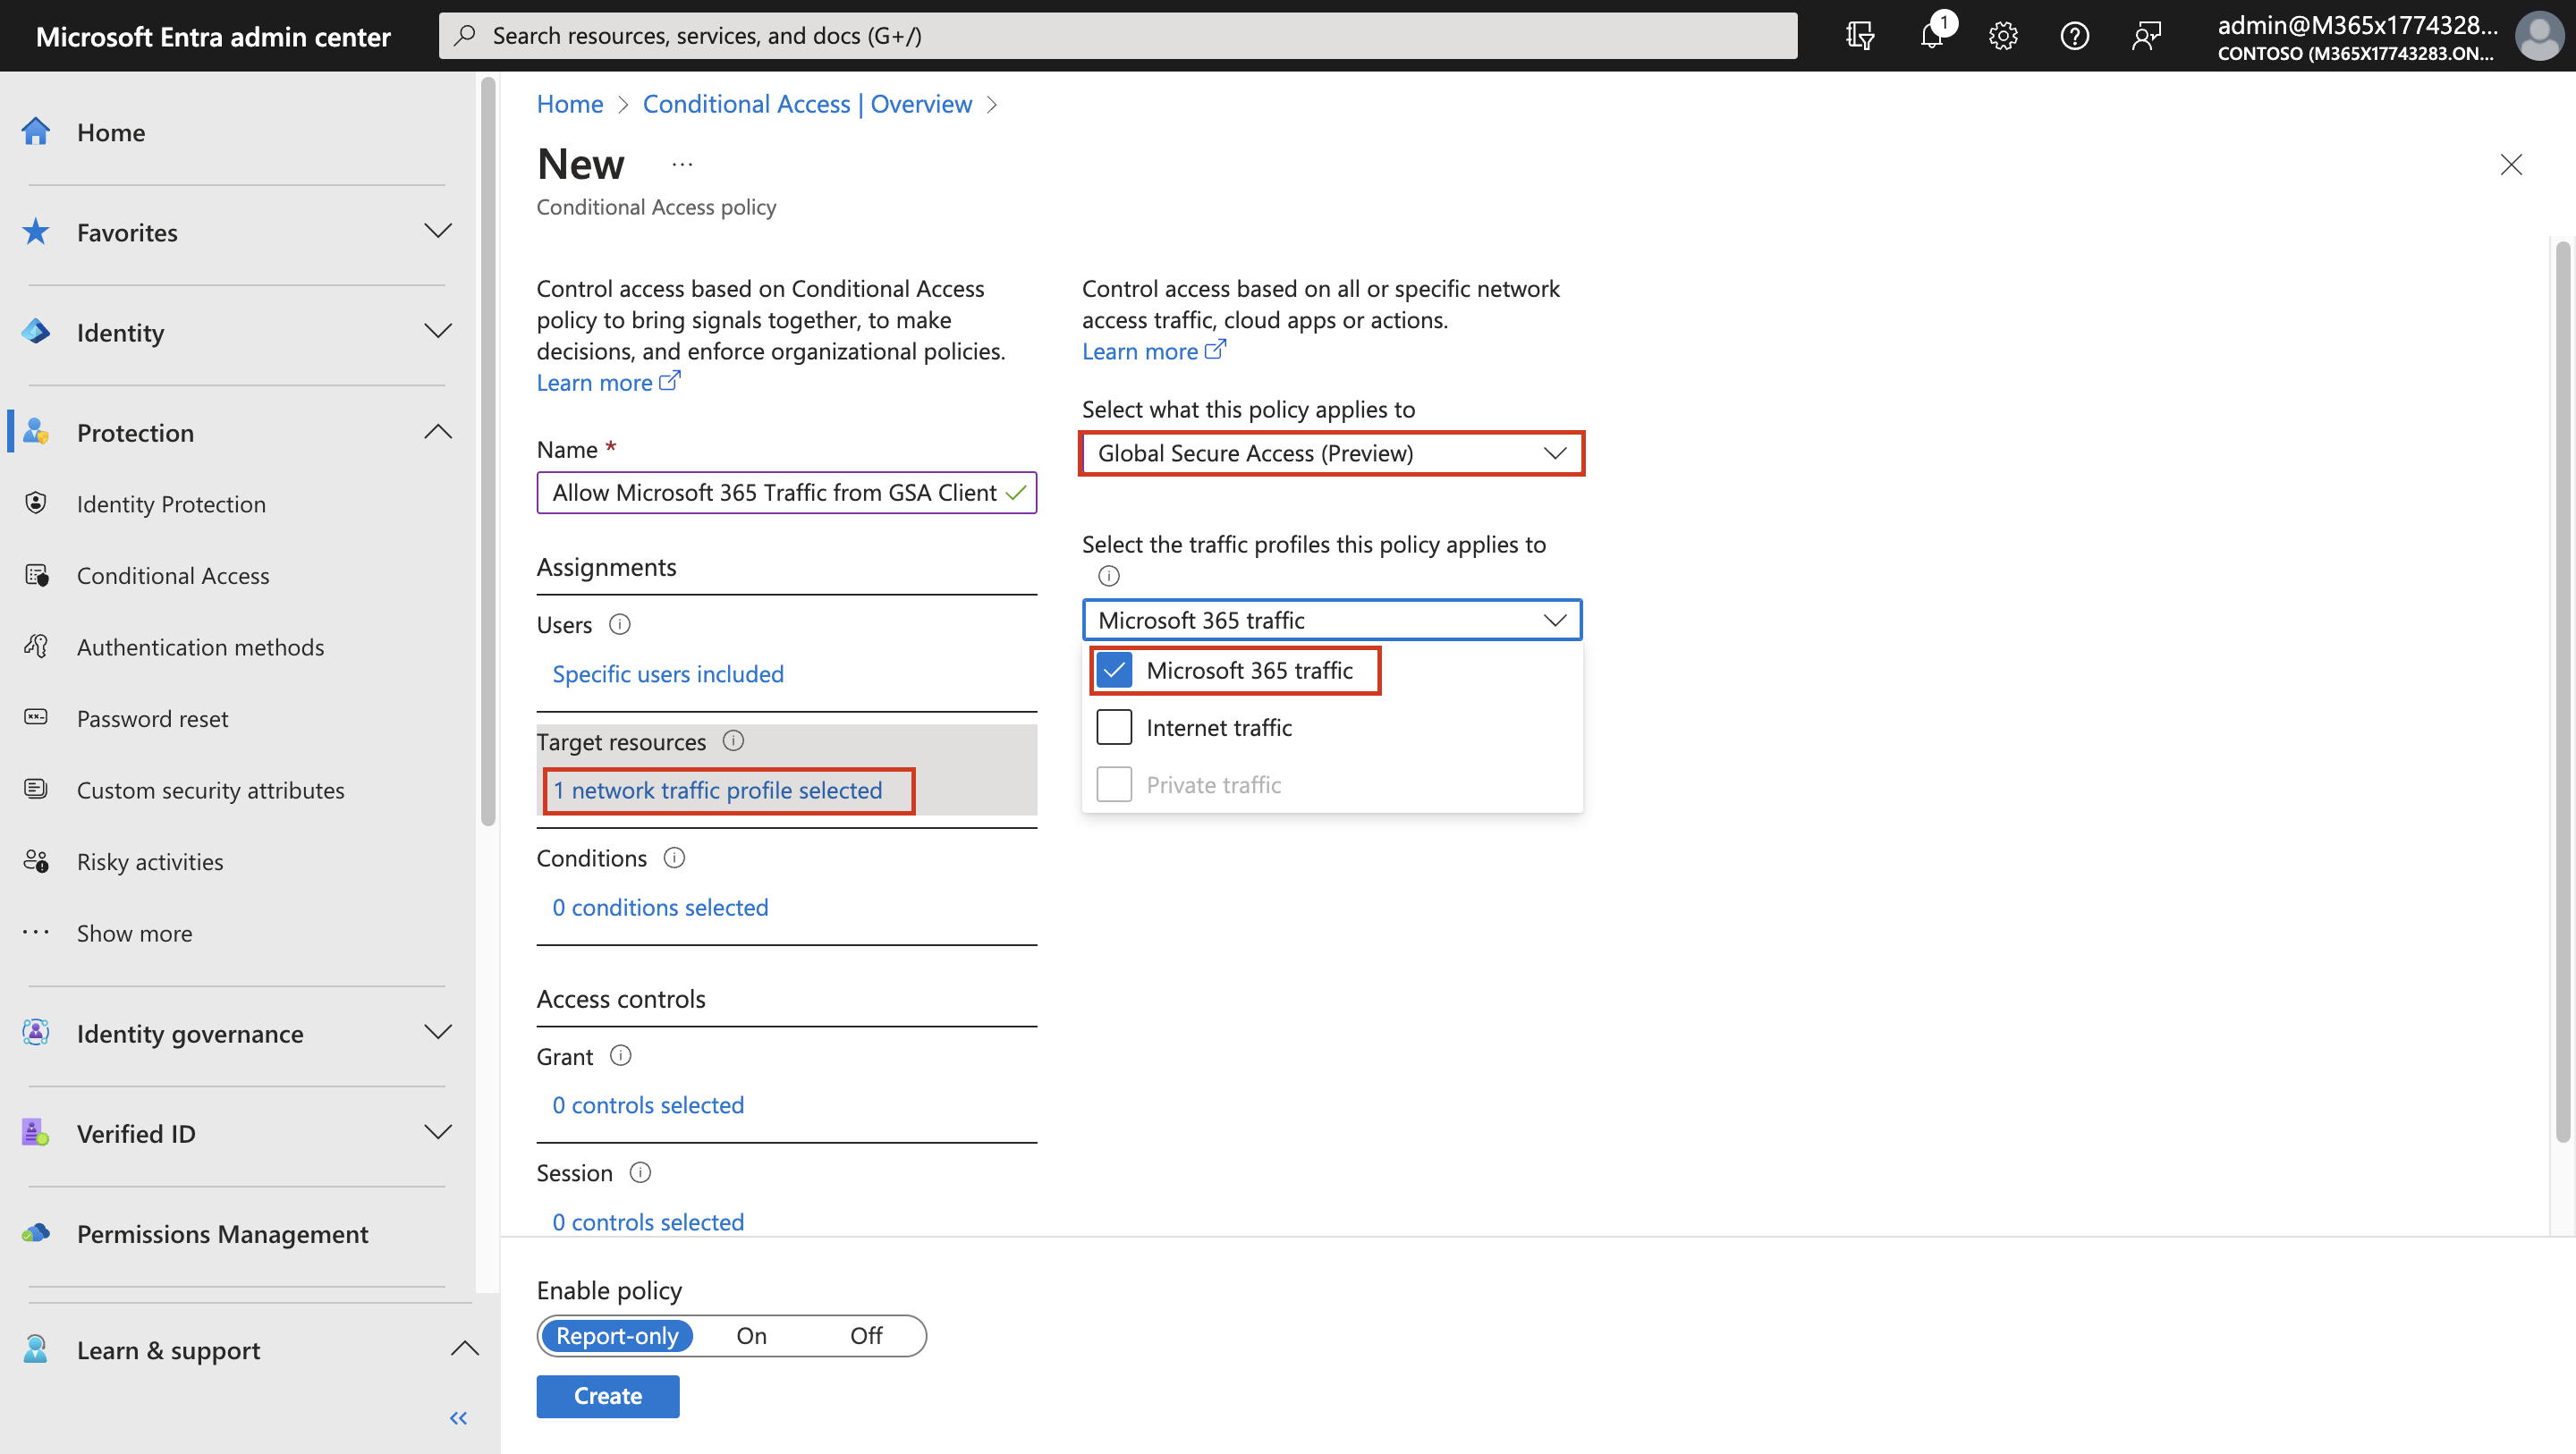 Microsoft Entra admin center
Search resources, services, and docs (G+/)
1
admin@M365x1774328...
CONTOSO (M365X17743283.ON...
Home
Favorites
Identity
Protection
Identity Protection
Conditional Access
Authentication methods
Password reset
Custom security attributes
Risky activities
Show more
Identity governance
Verified ID
Permissions Management
Learn & support
Home > Conditional Access | Overview >
New ...
Conditional Access policy
Control access based on Conditional Access
policy to bring signals together, to make
decisions, and enforce organizational policies.
Learn more
Name *
Allow Microsoft 365 Traffic from GSA Client
Assignments
Users
Specific users included
Target resources
1 network traffic profile selected
Conditions
0 conditions selected
Access controls
Grant
0 controls selected
Session
0 controls selected
Control access based on all or specific network
access traffic, cloud apps or actions.
Learn more
Select what this policy applies to
Global Secure Access (Preview)
Select the traffic profiles this policy applies to
Microsoft 365 traffic
Microsoft 365 traffic
Internet traffic
Private traffic
Enable policy
Report-only On Off
Create